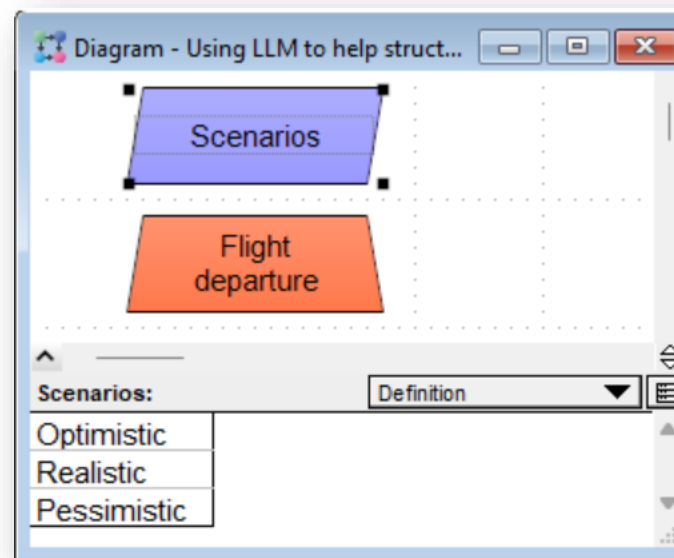 Diagram - Using LLM to help struct...
Scenarios
Flight
departure
Scenarios:
Definition
Optimistic
Realistic
Pessimistic